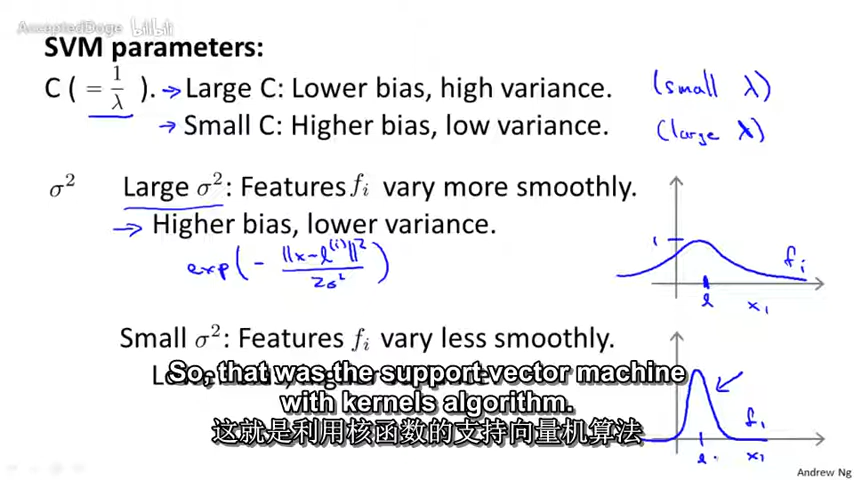 AcceptedDoge bilibili
SVM parameters:
C ( = 1/λ ). → Large C: Lower bias, high variance. (small λ)
→ Small C: Higher bias, low variance. (large λ)
σ² Large σ²: Features fᵢ vary more smoothly.
→ Higher bias, lower variance.
exp(- ||x-l⁽ⁱ⁾||² / 2σ²)
1 fᵢ
l x₁
Small σ²: Features fᵢ vary less smoothly.
So, that was the support vector machine
with kernels algorithm.
这就是利用核函数的支持向量机算法
fᵢ
l x₁
Andrew Ng